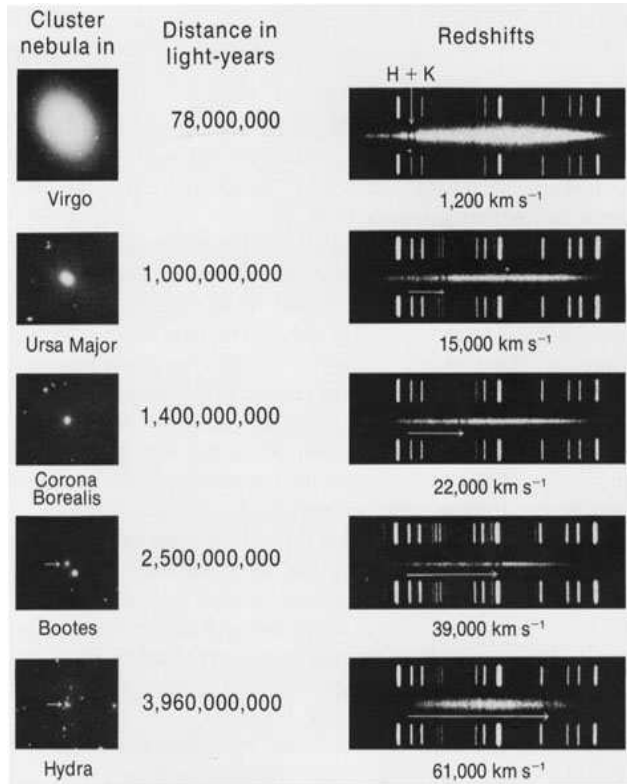 Cluster
nebula in
Distance in
light-years
Redshifts
H + K
78,000,000
Virgo
1,200 km s⁻¹
1,000,000,000
Ursa Major
15,000 km s⁻¹
1,400,000,000
Corona
Borealis
22,000 km s⁻¹
2,500,000,000
Bootes
39,000 km s⁻¹
3,960,000,000
Hydra
61,000 km s⁻¹